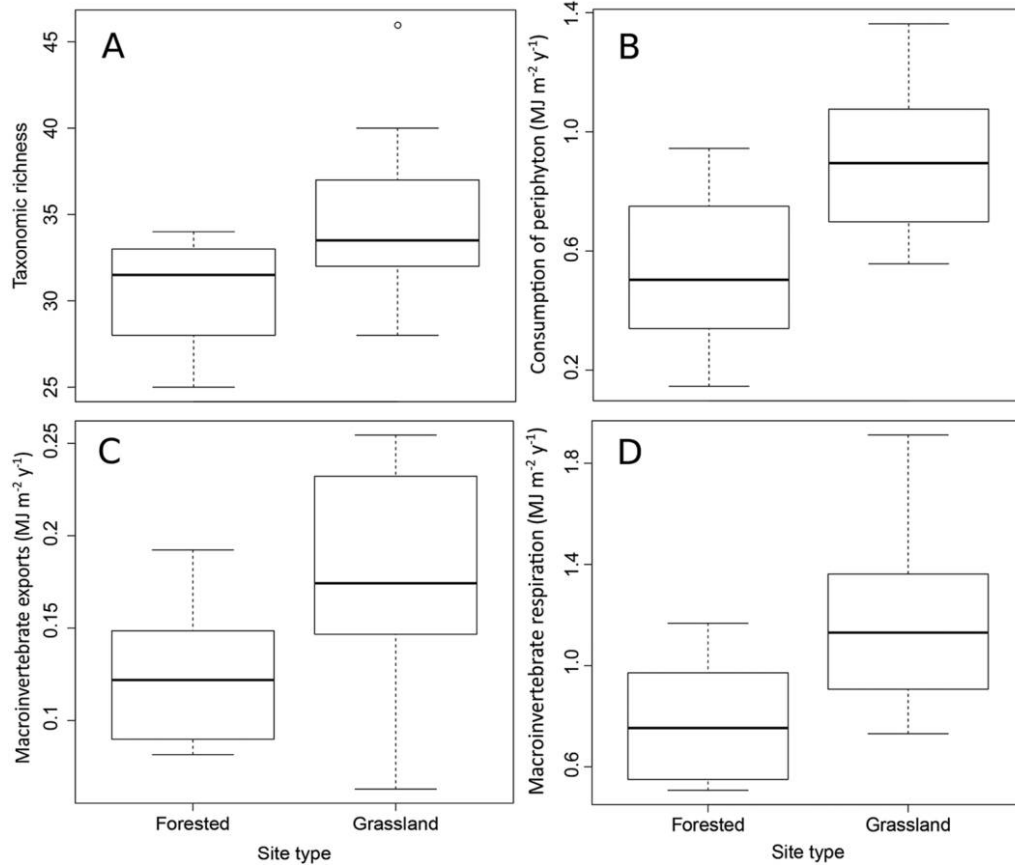 A
Taxonomic richness
45
40
35
30
25
B
Consumption of periphyton (MJ m⁻² y⁻¹)
1.4
1.0
0.6
0.2
C
Macroinvertebrate exports (MJ m⁻² y⁻¹)
0.25
0.2
0.15
0.1
Forested
Grassland
Site type
D
Macroinvertebrate respiration (MJ m⁻² y⁻¹)
1.8
1.4
1.0
0.6
Forested
Grassland
Site type